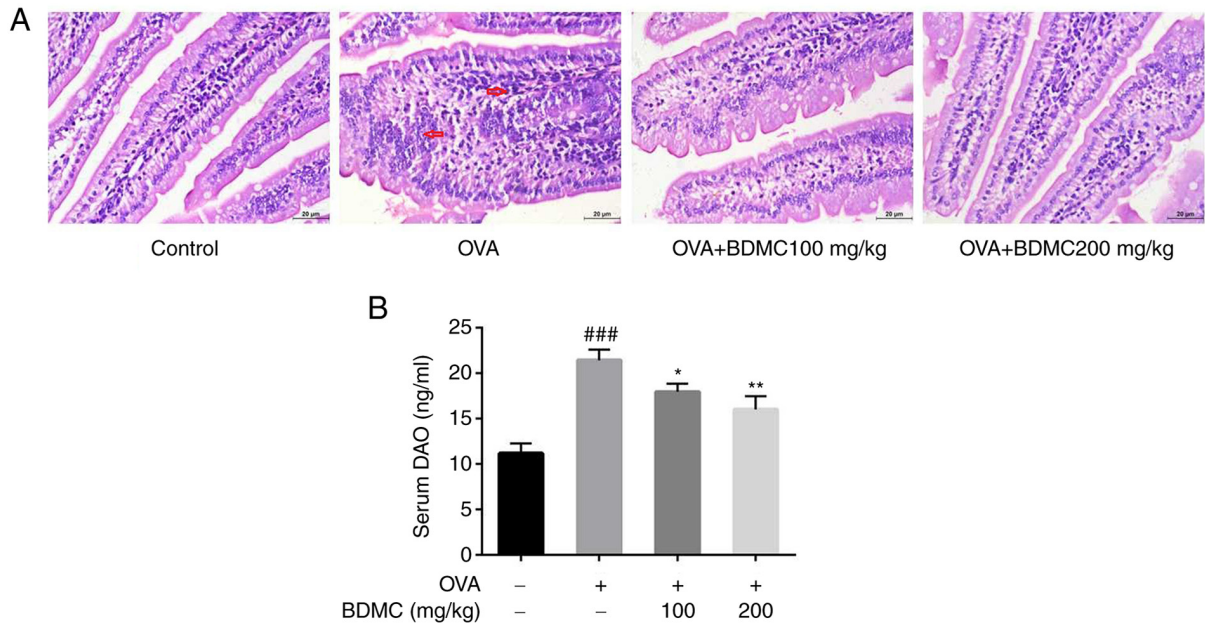 A
20 µm 20 µm 20 µm 20 µm
Control OVA OVA+BDMC100 mg/kg OVA+BDMC200 mg/kg
B
Serum DAO (ng/ml)
25
20
15
10
5
0
###
*
**
OVA – + + +
BDMC (mg/kg) – – 100 200